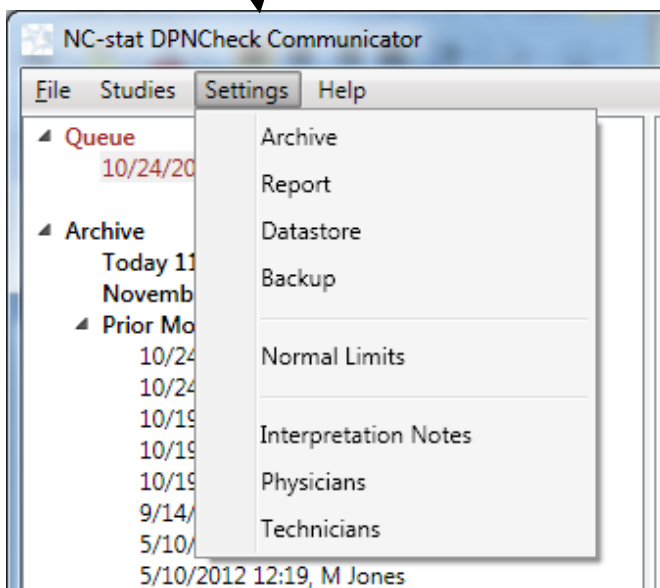 NC-stat DPNCheck Communicator
File Studies Settings Help
Queue
10/24/20
Archive
Today 11
Novemb
Prior Mo
10/24
10/24
10/19
10/19
10/19
9/14/
5/10/
5/10/2012 12:19, M Jones
Archive
Report
Datastore
Backup
Normal Limits
Interpretation Notes
Physicians
Technicians